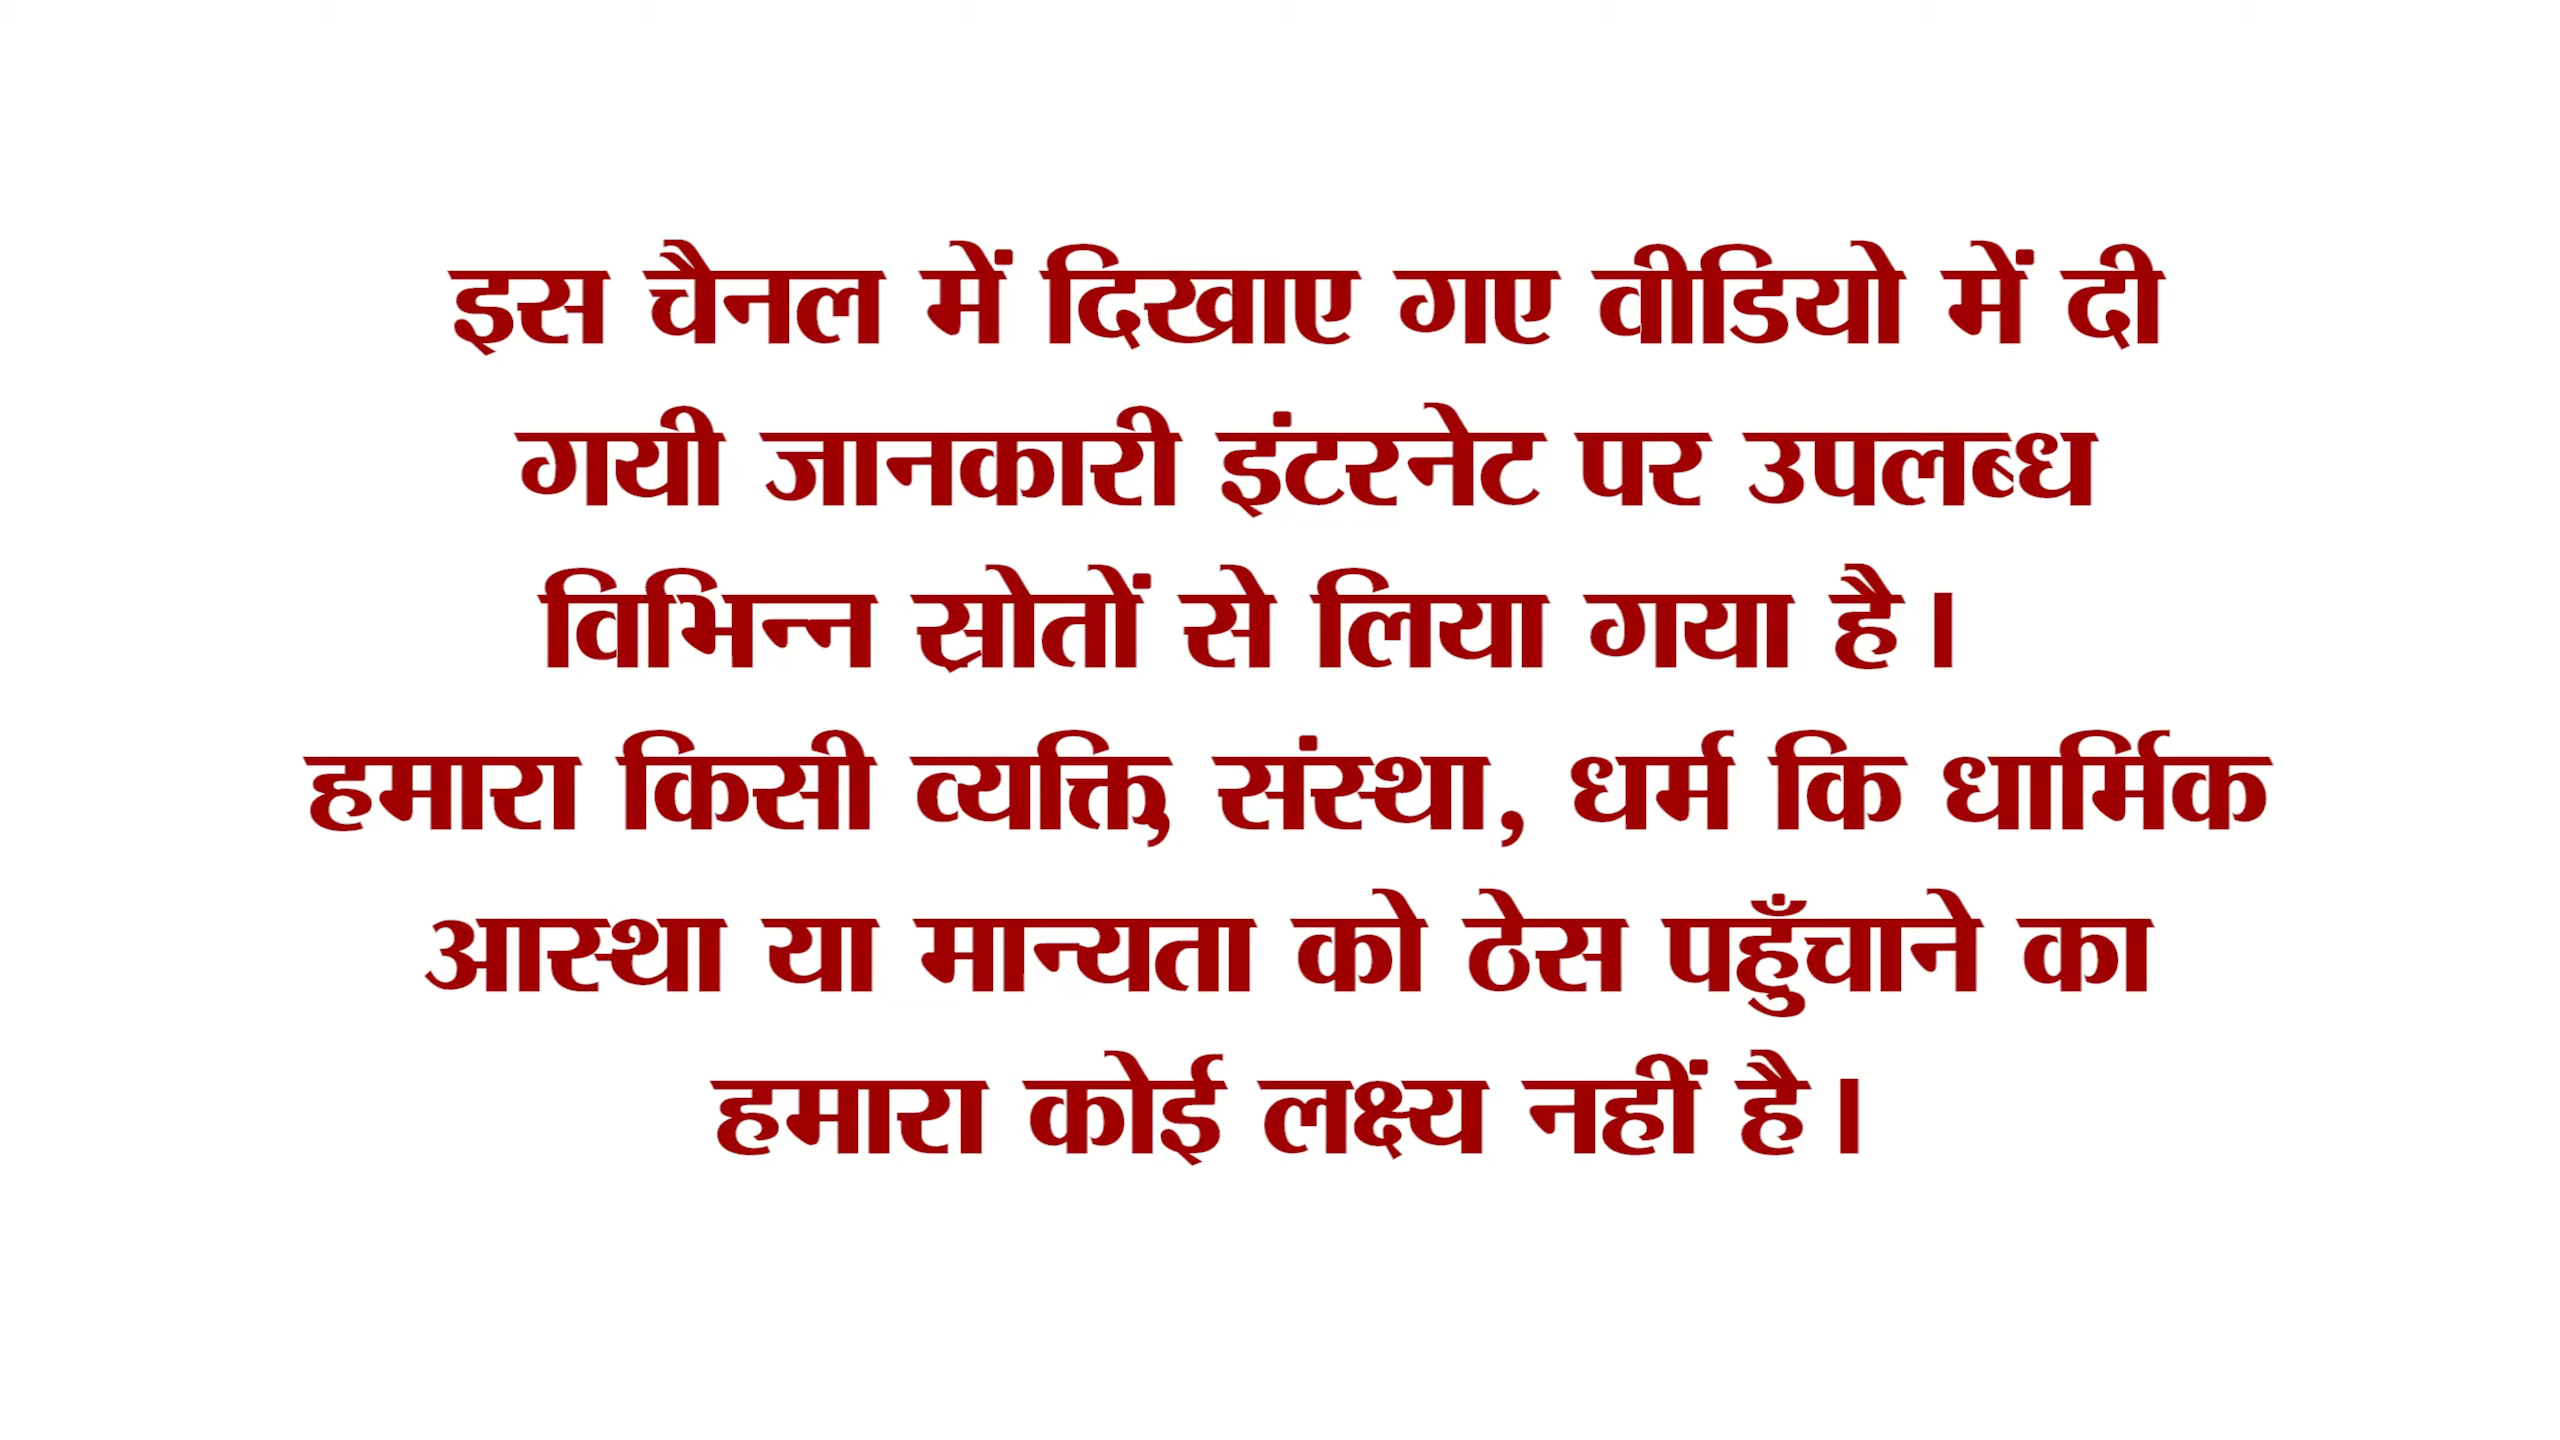 इस चैनल में दिखाए गए वीडियो में दी
गयी जानकारी इंटरनेट पर उपलब्ध
विभिन्न स्रोतों से लिया गया है।
हमारा किसी व्यक्ति, संस्था, धर्म कि धार्मिक
आस्था या मान्यता को ठेस पहुँचाने का
हमारा कोई लक्ष्य नहीं है।